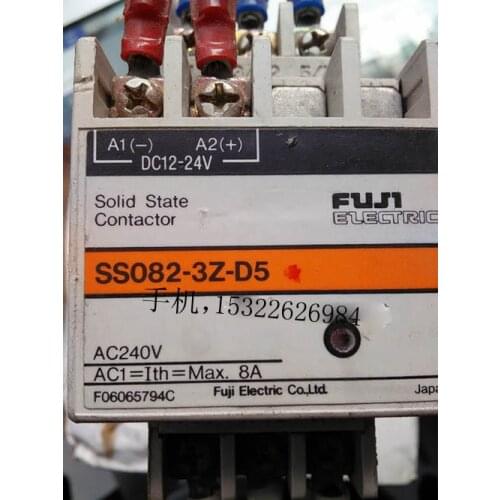 A1(-) A2(+)
DC12-24V
Solid State
Contactor
FUJI
ELECTRIC
SS082-3Z-D5
手机,15322626984
AC240V
AC1=Ith=Max. 8A
F06065794C Fuji Electric Co.,Ltd. Japa